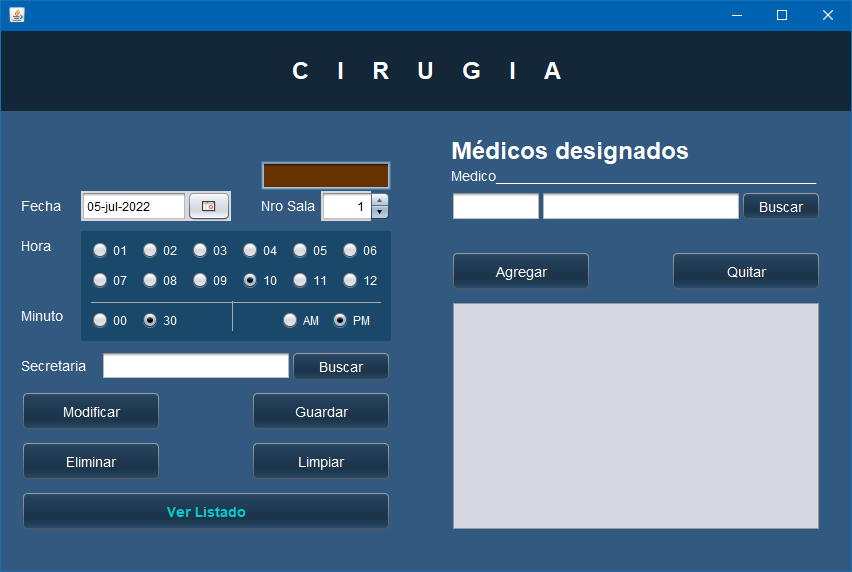 C I R U G I A
Médicos designados
Medico
Fecha 05-jul-2022 Nro Sala 1
Buscar
Hora 01 02 03 04 05 06
07 08 09 10 11 12
Minuto 00 30 AM PM
Secretaria Buscar
Agregar Quitar
Modificar Guardar
Eliminar Limpiar
Ver Listado